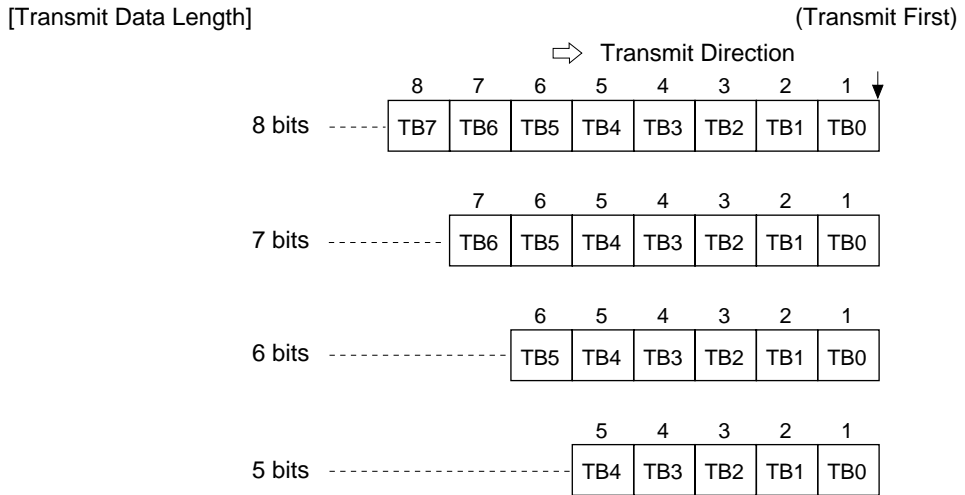 [Transmit Data Length] (Transmit First)
Transmit Direction
8 7 6 5 4 3 2 1
8 bits TB7 TB6 TB5 TB4 TB3 TB2 TB1 TB0
7 6 5 4 3 2 1
7 bits TB6 TB5 TB4 TB3 TB2 TB1 TB0
6 5 4 3 2 1
6 bits TB5 TB4 TB3 TB2 TB1 TB0
5 4 3 2 1
5 bits TB4 TB3 TB2 TB1 TB0